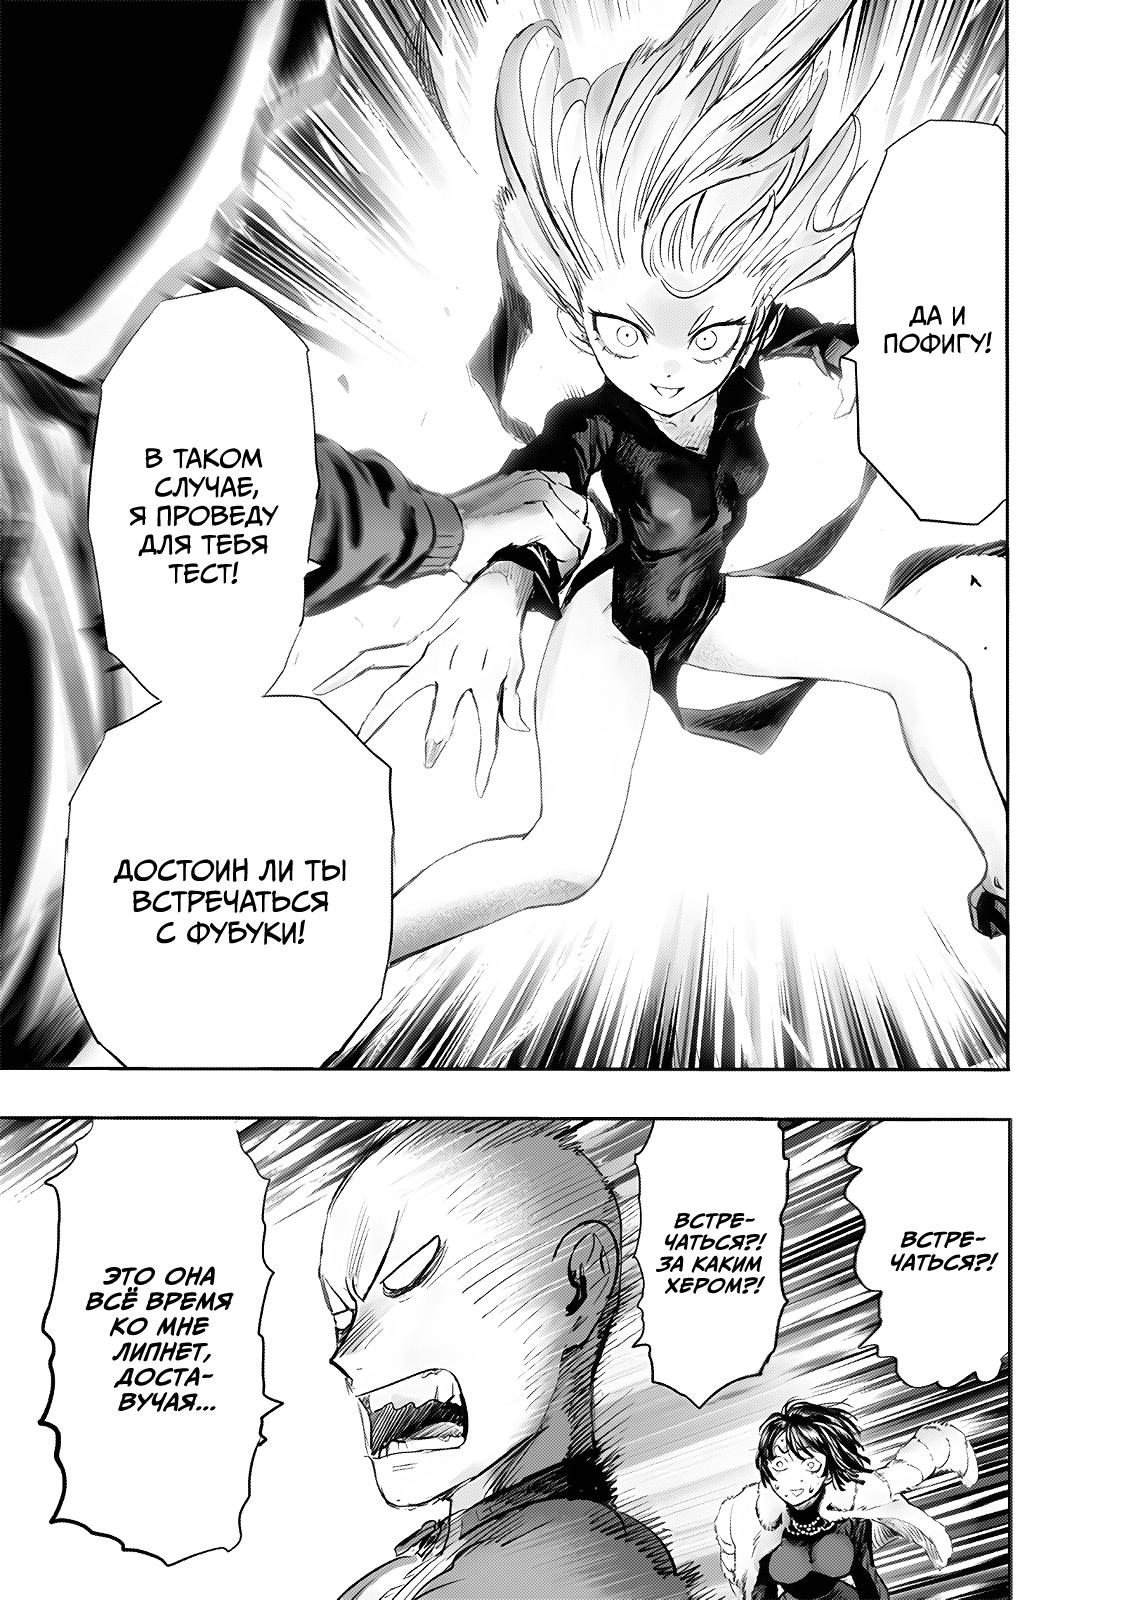 ДА И
ПОФИГУ!
В ТАКОМ
СЛУЧАЕ,
Я ПРОВЕДУ
ДЛЯ ТЕБЯ
ТЕСТ!
ДОСТОИН ЛИ ТЫ
ВСТРЕЧАТЬСЯ
С ФУБУКИ!
ВСТРЕ-
ЧАТЬСЯ?!
ВСТРЕ-
ЧАТЬСЯ?!
ЗА КАКИМ
ХЕРОМ?!
ЭТО ОНА
ВСЁ ВРЕМЯ
КО МНЕ
ЛИПНЕТ,
ДОСТА-
ВУЧАЯ...